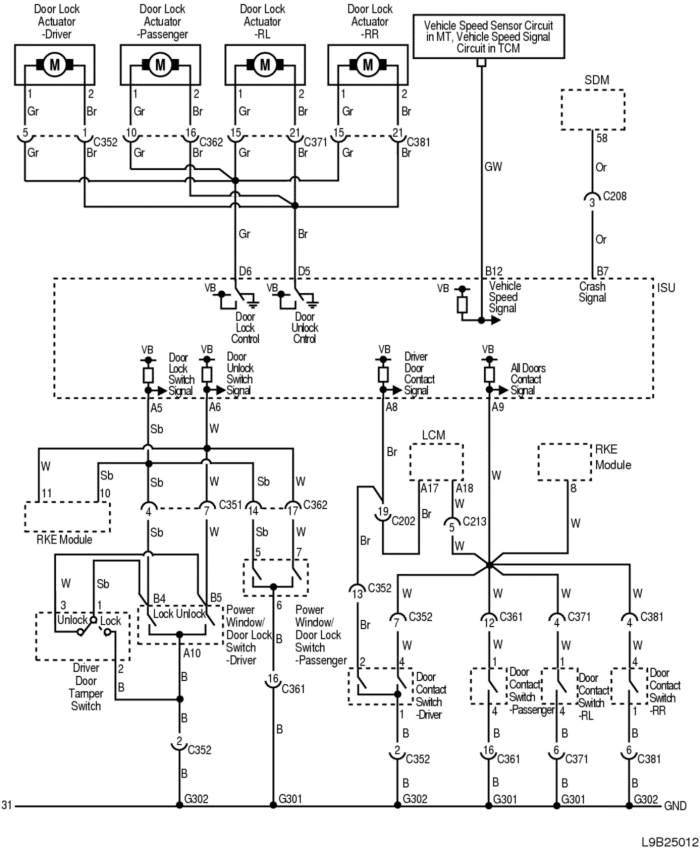 Door Lock Actuator -Driver
Door Lock Actuator -Passenger
Door Lock Actuator -RL
Door Lock Actuator -RR
Vehicle Speed Sensor Circuit
in MT, Vehicle Speed Signal
Circuit in TCM
SDM
M M M M
1 2 1 2 1 2 1 2
58
Gr Br Gr Br Gr Br Gr Br
Or
5 1 C352 10 16 C362 15 21 C371 15 21 C381
GW
Gr Br Gr Br Gr Br Gr Br
3 C208
Gr Br
Or
D6 D5 B12 B7
ISU
VB VB VB
Door Lock Control
Door Unlock Cntrol
Vehicle Speed Signal
Crash Signal
VB VB VB VB
Door Lock Switch Signal
Door Unlock Switch Signal
Driver Door Contact Signal
All Doors Contact Signal
A5 A6 A8 A9
Sb W
LCM
RKE Module
Br
W Sb Sb W
W
A17 A18 8
11 10
W
4 7 C351 14 17 C362
19 C202
Br
5 C213
W
RKE Module
Sb W Sb W
Br
W
5 7
W Sb
C352
13
W W W W
3 1 B4 B5 6
7 C352 12 C361 4 C371 4 C381
Unlock Lock
Lock Unlock
Br
W W W W
Power Window/ Door Lock Switch -Driver
Power Window/ Door Lock Switch -Passenger
B
2 4 1 1 4
A10
Driver Door Tamper Switch
2
B
B
16 C361
Door Contact Switch -Driver
Door Contact Switch -Passenger
Door Contact Switch -RL
Door Contact Switch -RR
1 4 4 1
B B B B B B
2 C352
2 C352 16 C361 6 C371 6 C381
B B B B B
31 G302 G301 G302 G301 G301 G302 GND
L9B25012